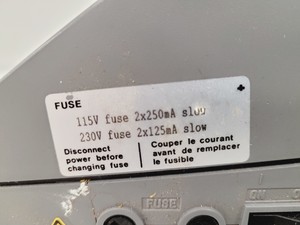 FUSE
115V fuse 2x250mA slow
230V fuse 2x125mA slow
Disconnect
power before
changing fuse
Couper le courant
avant de remplacer
le fusible
FUSE
ON